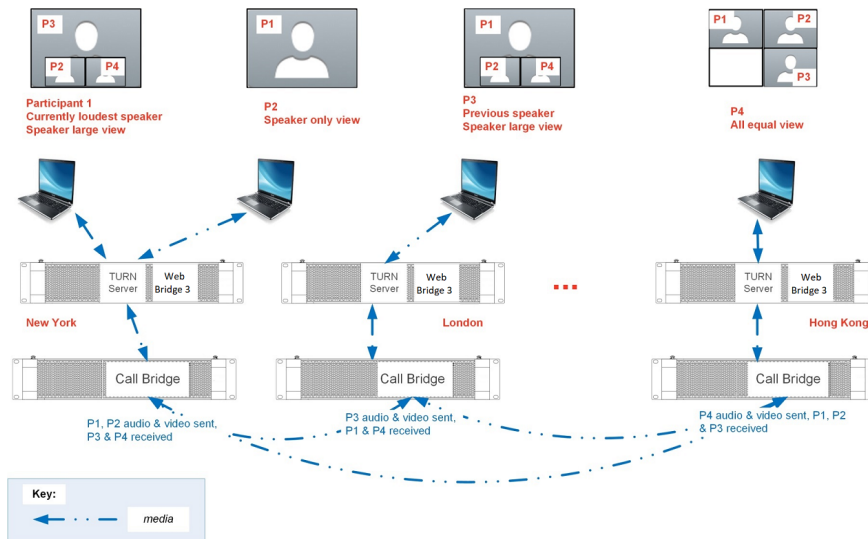 P3
P2
P4
Participant 1
Currently loudest speaker
Speaker large view
P1
P2
Speaker only view
P1
P2
P4
P3
Previous speaker
Speaker large view
P1
P2
P3
P4
All equal view
TURN
Server
Web
Bridge 3
TURN
Server
Web
Bridge 3
...
TURN
Server
Web
Bridge 3
New York
London
Hong Kong
Call Bridge
Call Bridge
Call Bridge
P1, P2 audio & video sent,
P3 & P4 received
P3 audio & video sent,
P1 & P4 received
P4 audio & video sent, P1, P2
& P3 received
Key:
media